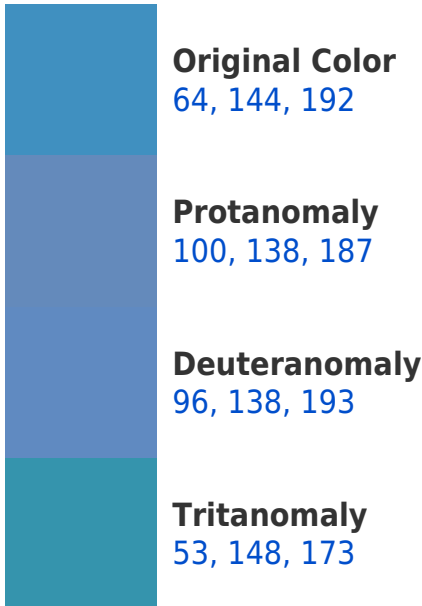 Original Color
64, 144, 192
Protanomaly
100, 138, 187
Deuteranomaly
96, 138, 193
Tritanomaly
53, 148, 173